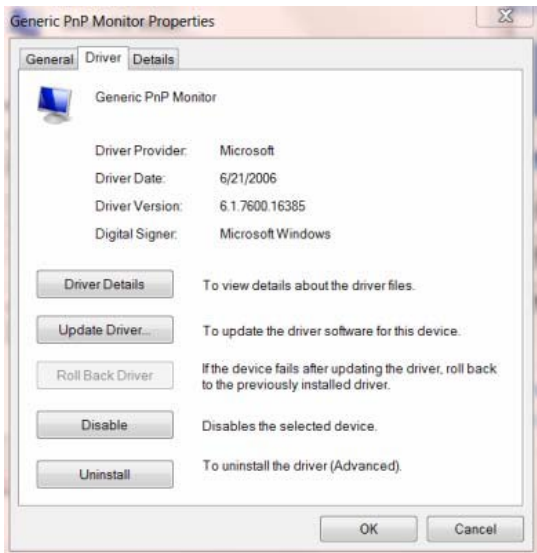 Generic PnP Monitor Properties
General Driver Details
Generic PnP Monitor
Driver Provider: Microsoft
Driver Date: 6/21/2006
Driver Version: 6.1.7600.16385
Digital Signer: Microsoft Windows
Driver Details To view details about the driver files.
Update Driver... To update the driver software for this device.
Roll Back Driver If the device fails after updating the driver, roll back
to the previously installed driver.
Disable Disables the selected device.
Uninstall To uninstall the driver (Advanced).
OK Cancel